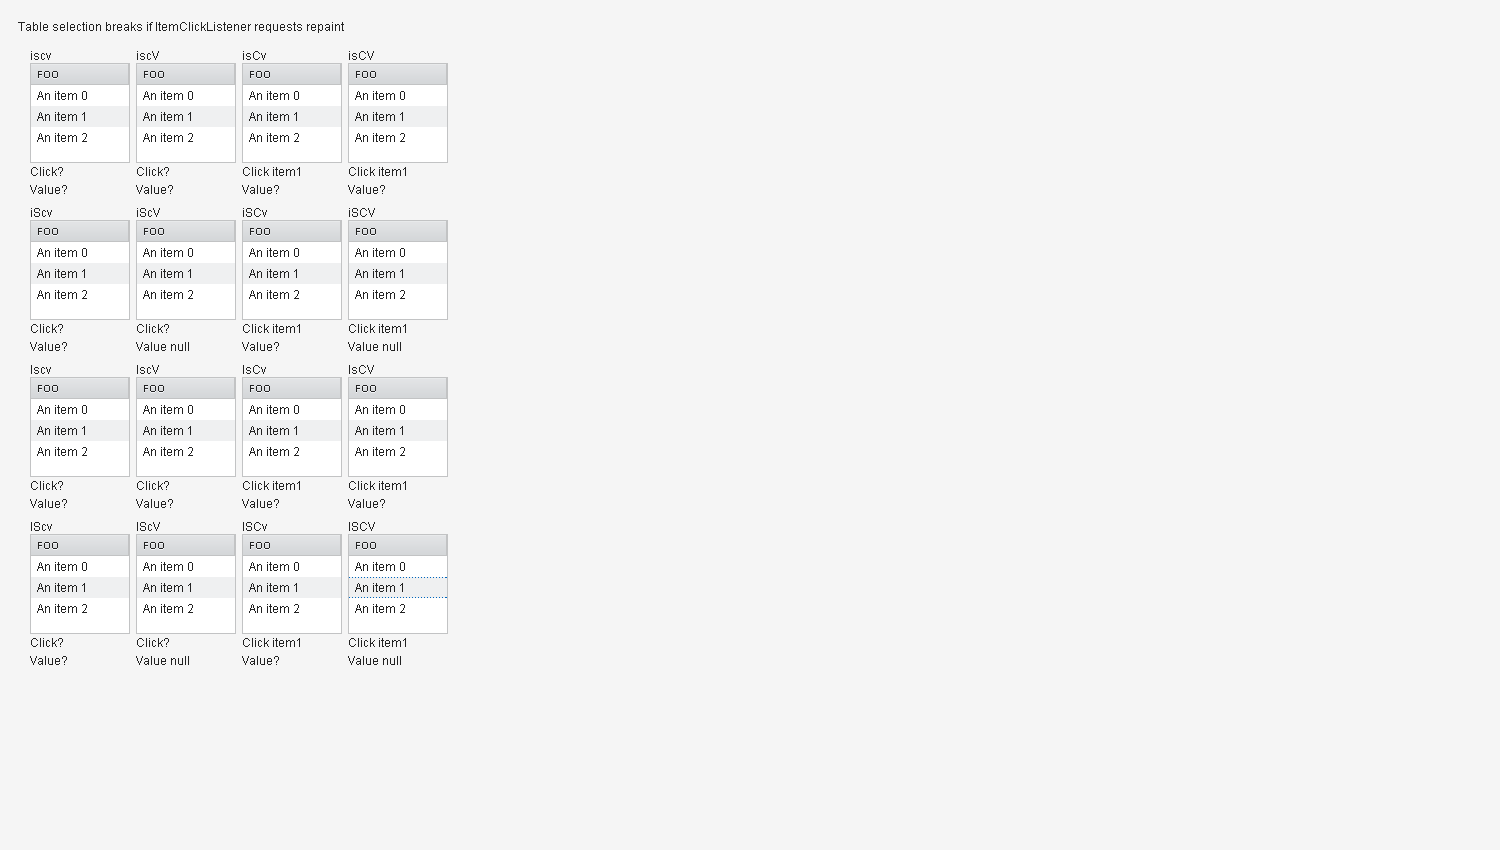 Table selection breaks if ItemClickListener requests repaint
iscv iscV isCv isCV
FOO FOO FOO FOO
An item 0 An item 0 An item 0 An item 0
An item 1 An item 1 An item 1 An item 1
An item 2 An item 2 An item 2 An item 2
Click? Click? Click item1 Click item1
Value? Value? Value? Value?
iScv iScV iSCv iSCV
FOO FOO FOO FOO
An item 0 An item 0 An item 0 An item 0
An item 1 An item 1 An item 1 An item 1
An item 2 An item 2 An item 2 An item 2
Click? Click? Click item1 Click item1
Value? Value null Value? Value null
Iscv IscV IsCv IsCV
FOO FOO FOO FOO
An item 0 An item 0 An item 0 An item 0
An item 1 An item 1 An item 1 An item 1
An item 2 An item 2 An item 2 An item 2
Click? Click? Click item1 Click item1
Value? Value? Value? Value?
IScv IScV ISCv ISCV
FOO FOO FOO FOO
An item 0 An item 0 An item 0 An item 0
An item 1 An item 1 An item 1 An item 1
An item 2 An item 2 An item 2 An item 2
Click? Click? Click item1 Click item1
Value? Value null Value? Value null